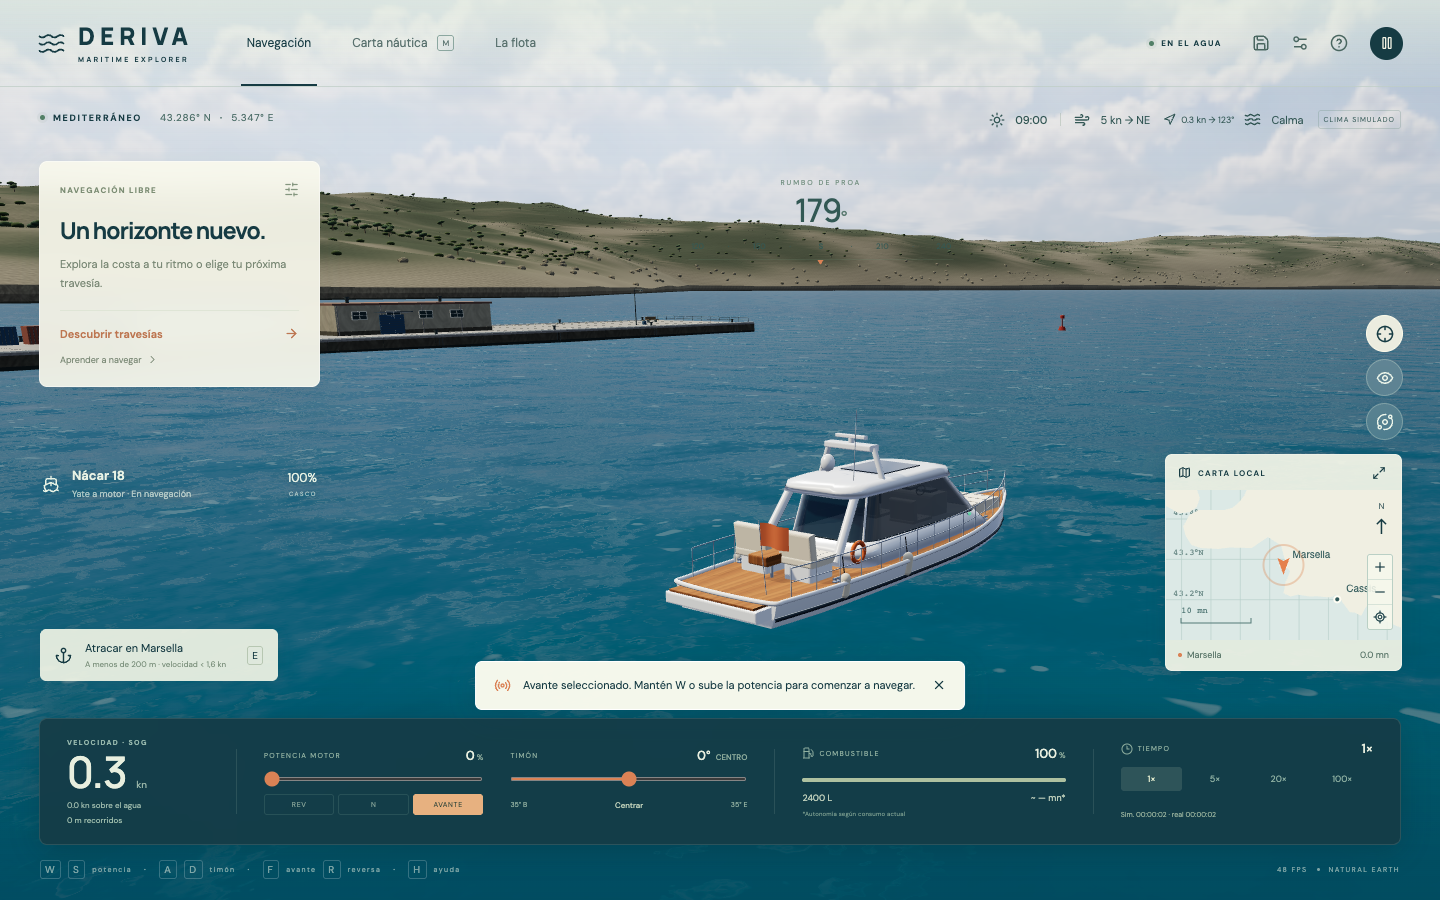 DERIVA
MARITIME EXPLORER
Navegación
Carta náutica M
La flota
EN EL AGUA
MEDITERRÁNEO 43.286° N · 5.347° E
09:00
5 kn → NE
0.3 kn → 123°
Calma
CLIMA SIMULADO
NAVEGACIÓN LIBRE
Un horizonte nuevo.
Explora la costa a tu ritmo o elige tu próxima
travesía.
Descubrir travesías
Aprender a navegar
RUMBO DE PROA
179°
210
Nácar 18
Yate a motor · En navegación
100%
CASCO
CARTA LOCAL
N
43.3°N
Marsella
43.2°N
10 mn
Marsella
0.0 mn
Atracar en Marsella
A menos de 200 m · velocidad < 1,6 kn
E
Avante seleccionado. Mantén W o sube la potencia para comenzar a navegar.
VELOCIDAD · SOG
0.3 kn
0.0 kn sobre el agua
0 m recorridos
POTENCIA MOTOR
0 %
REV
N
AVANTE
TIMÓN
0° CENTRO
35° B
Centrar
35° E
COMBUSTIBLE
100 %
2400 L
~ — mn*
*Autonomía según consumo actual
TIEMPO
1×
1×
5×
20×
100×
Sim. 00:00:02 · real 00:00:02
W S potencia · A D timón · F avante R reversa · H ayuda
48 FPS • NATURAL EARTH